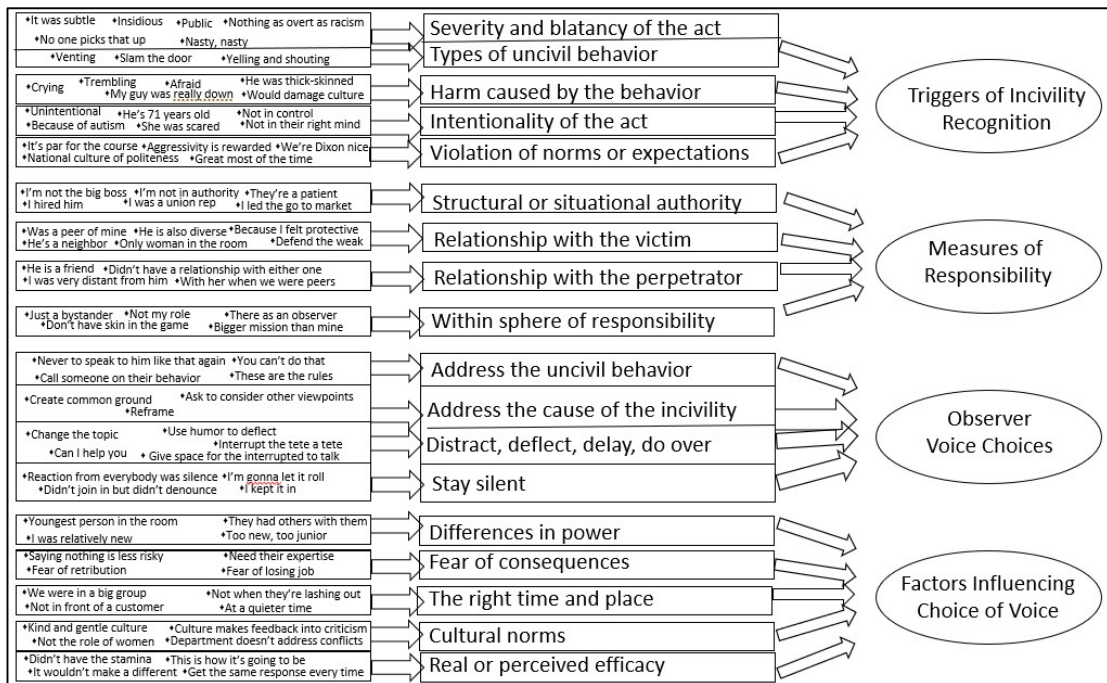 ♦It was subtle ♦Insidious ♦Public ♦Nothing as overt as racism
♦No one picks that up ♦Nasty, nasty
Severity and blatancy of the act
♦Venting ♦Slam the door ♦Yelling and shouting
Types of uncivil behavior
♦Crying ♦Trembling ♦Afraid ♦He was thick-skinned
♦My guy was really down ♦Would damage culture
Harm caused by the behavior
♦Unintentional ♦He's 71 years old ♦Not in control
♦Because of autism ♦She was scared ♦Not in their right mind
Intentionality of the act
♦It's par for the course ♦Aggressivity is rewarded ♦We're Dixon nice
♦National culture of politeness ♦Great most of the time
Violation of norms or expectations
Triggers of Incivility
Recognition
♦I'm not the big boss ♦I'm not in authority ♦They're a patient
♦I hired him ♦I was a union rep ♦I led the go to market
Structural or situational authority
♦Was a peer of mine ♦He is also diverse ♦Because I felt protective
♦He's a neighbor ♦Only woman in the room ♦Defend the weak
Relationship with the victim
♦He is a friend ♦Didn't have a relationship with either one
♦I was very distant from him ♦With her when we were peers
Relationship with the perpetrator
♦Just a bystander ♦Not my role ♦There as an observer
♦Don't have skin in the game ♦Bigger mission than mine
Within sphere of responsibility
Measures of
Responsibility
♦Never to speak to him like that again ♦You can't do that
♦Call someone on their behavior ♦These are the rules
Address the uncivil behavior
♦Create common ground ♦Ask to consider other viewpoints
♦Reframe
Address the cause of the incivility
♦Change the topic ♦Use humor to deflect
♦Interrupt the tete a tete
♦Can I help you ♦Give space for the interrupted to talk
Distract, deflect, delay, do over
♦Reaction from everybody was silence ♦I'm gonna let it roll
♦Didn't join in but didn't denounce ♦I kept it in
Stay silent
Observer
Voice Choices
♦Youngest person in the room ♦They had others with them
♦I was relatively new ♦Too new, too junior
Differences in power
♦Saying nothing is less risky ♦Need their expertise
♦Fear of retribution ♦Fear of losing job
Fear of consequences
♦We were in a big group ♦Not when they're lashing out
♦Not in front of a customer ♦At a quieter time
The right time and place
♦Kind and gentle culture ♦Culture makes feedback into criticism
♦Not the role of women ♦Department doesn't address conflicts
Cultural norms
♦Didn't have the stamina ♦This is how it's going to be
♦It wouldn't make a different ♦Get the same response every time
Real or perceived efficacy
Factors Influencing
Choice of Voice